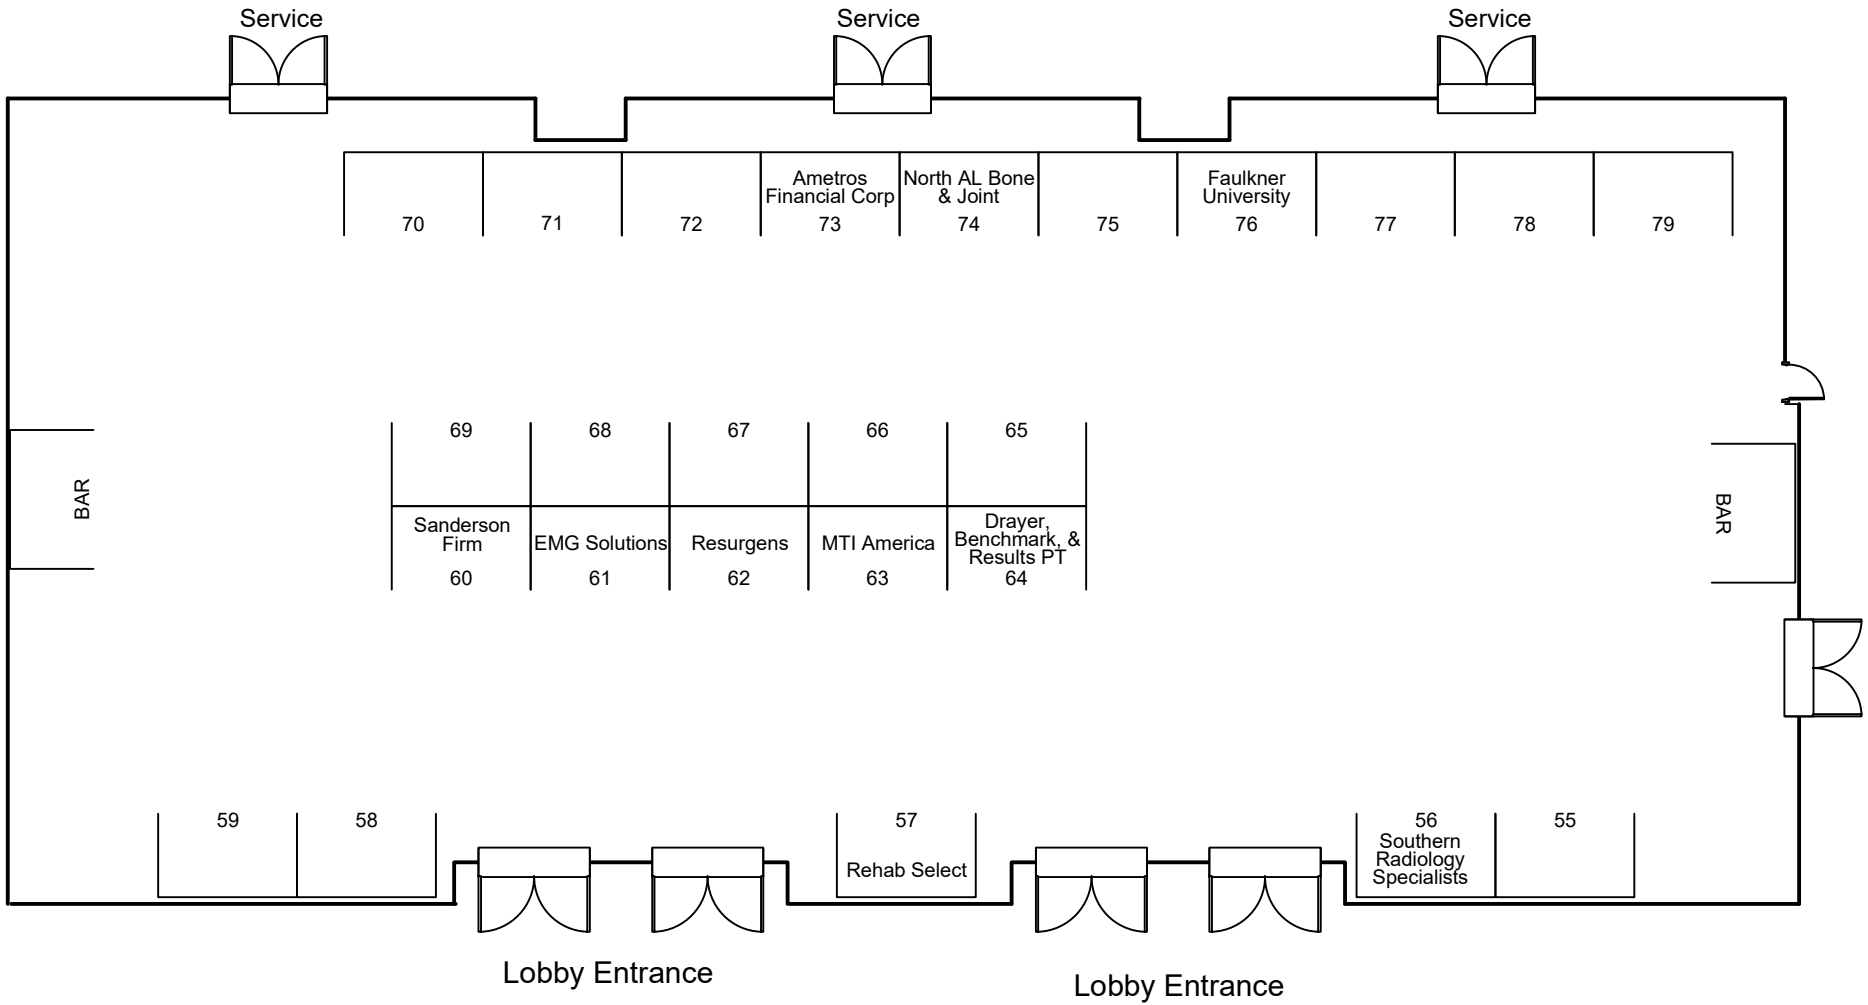 Service
Service
Service
Ametros
Financial Corp
North AL Bone
& Joint
Faulkner
University
70
71
72
73
74
75
76
77
78
79
69
68
67
66
65
BAR
BAR
Sanderson
Firm
EMG Solutions
Resurgens
MTI America
Drayer,
Benchmark, &
Results PT
60
61
62
63
64
59
58
57
Rehab Select
56
Southern
Radiology
Specialists
55
Lobby Entrance
Lobby Entrance